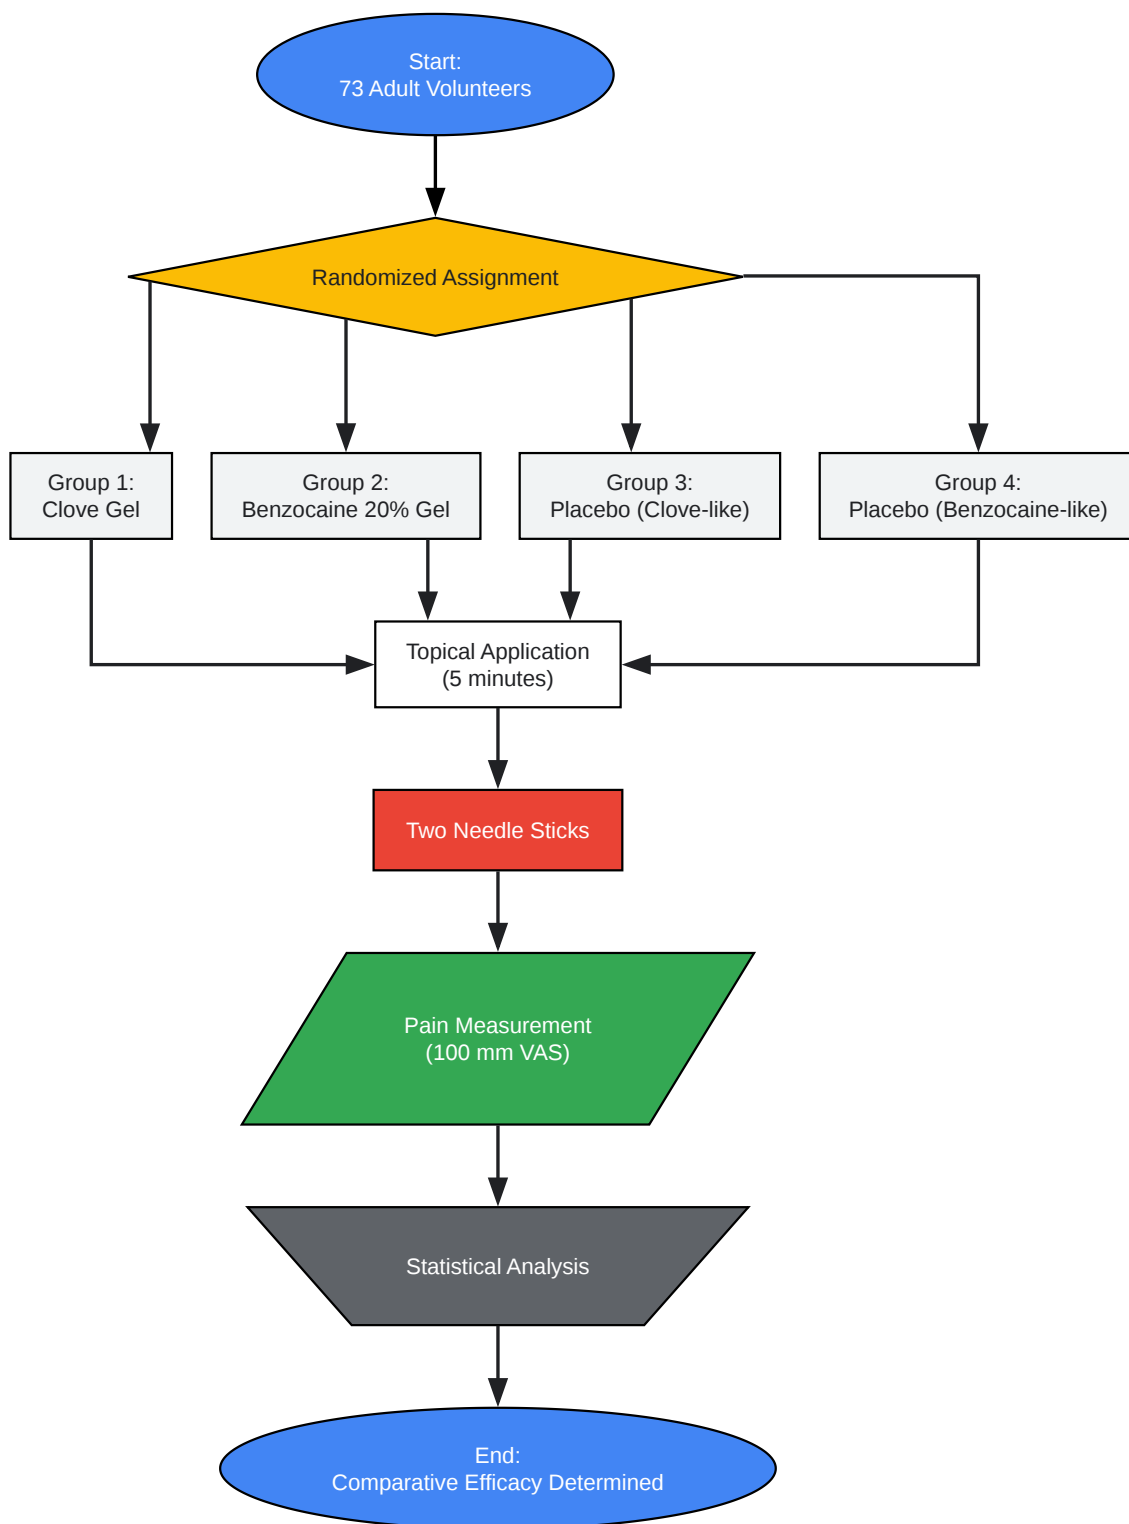 Start:
73 Adult Volunteers
Randomized Assignment
Group 1:
Clove Gel
Group 2:
Benzocaine 20% Gel
Group 3:
Placebo (Clove-like)
Group 4:
Placebo (Benzocaine-like)
Topical Application
(5 minutes)
Two Needle Sticks
Pain Measurement
(100 mm VAS)
Statistical Analysis
End:
Comparative Efficacy Determined